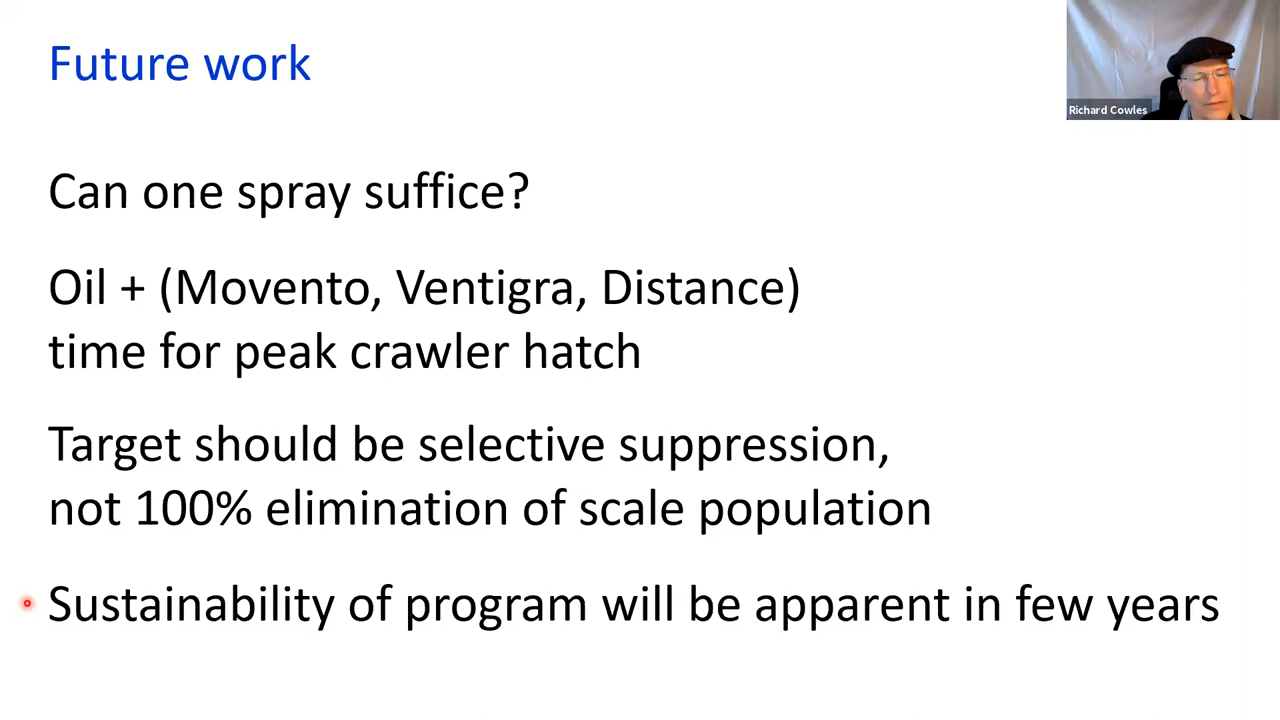 Future work
Richard Cowles
Can one spray suffice?
Oil + (Movento, Ventigra, Distance)
time for peak crawler hatch
Target should be selective suppression,
not 100% elimination of scale population
Sustainability of program will be apparent in few years